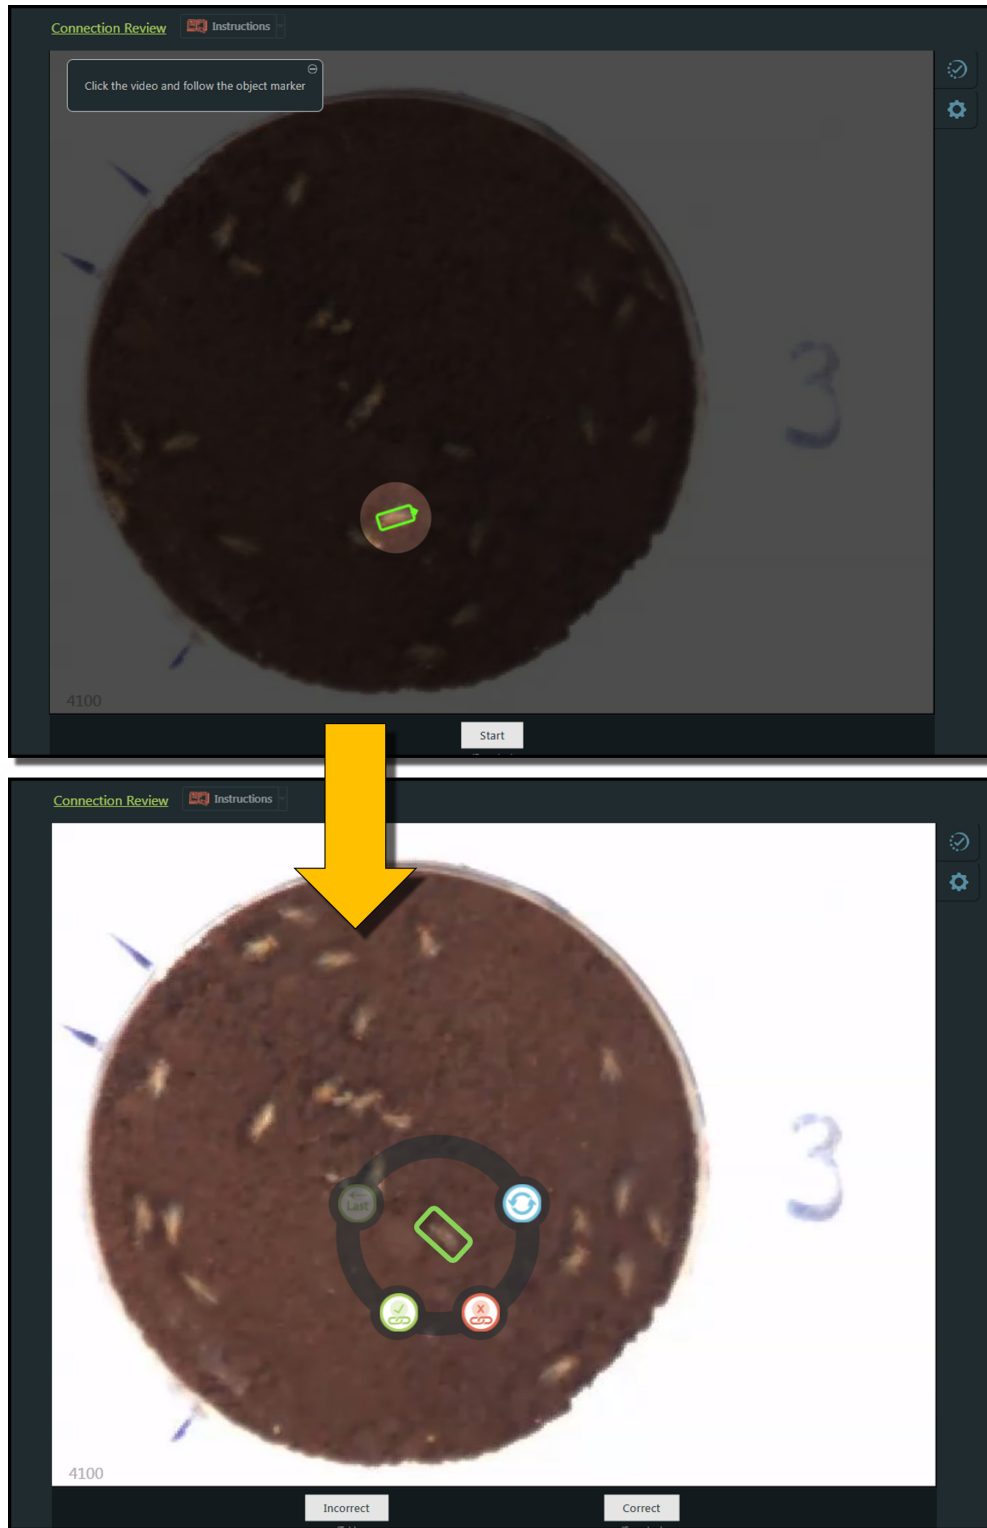 Connection Review Instructions
Click the video and follow the object marker
3
4100
Start
Connection Review Instructions
Last
3
4100
Incorrect Correct